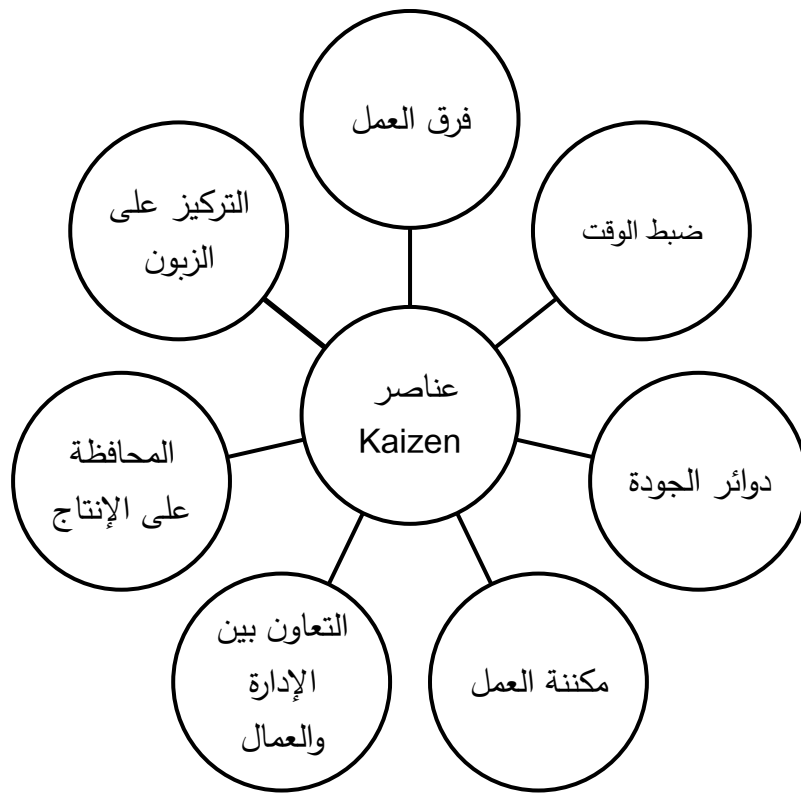 فرق العمل
ضبط الوقت
دوائر الجودة
مكننة العمل
التعاون بين
الإدارة
والعمال
المحافظة
على الإنتاج
التركيز على
الزبون
عناصر
Kaizen